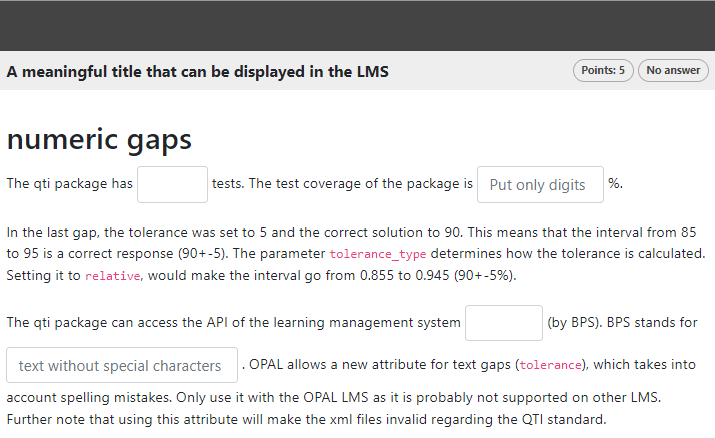 A meaningful title that can be displayed in the LMS Points: 5 No answer
numeric gaps
The qti package has tests. The test coverage of the package is Put only digits %.
In the last gap, the tolerance was set to 5 and the correct solution to 90. This means that the interval from 85
to 95 is a correct response (90+-5). The parameter tolerance_type determines how the tolerance is calculated.
Setting it to relative, would make the interval go from 0.855 to 0.945 (90+-5%).
The qti package can access the API of the learning management system (by BPS). BPS stands for
text without special characters . OPAL allows a new attribute for text gaps (tolerance), which takes into
account spelling mistakes. Only use it with the OPAL LMS as it is probably not supported on other LMS.
Further note that using this attribute will make the xml files invalid regarding the QTI standard.